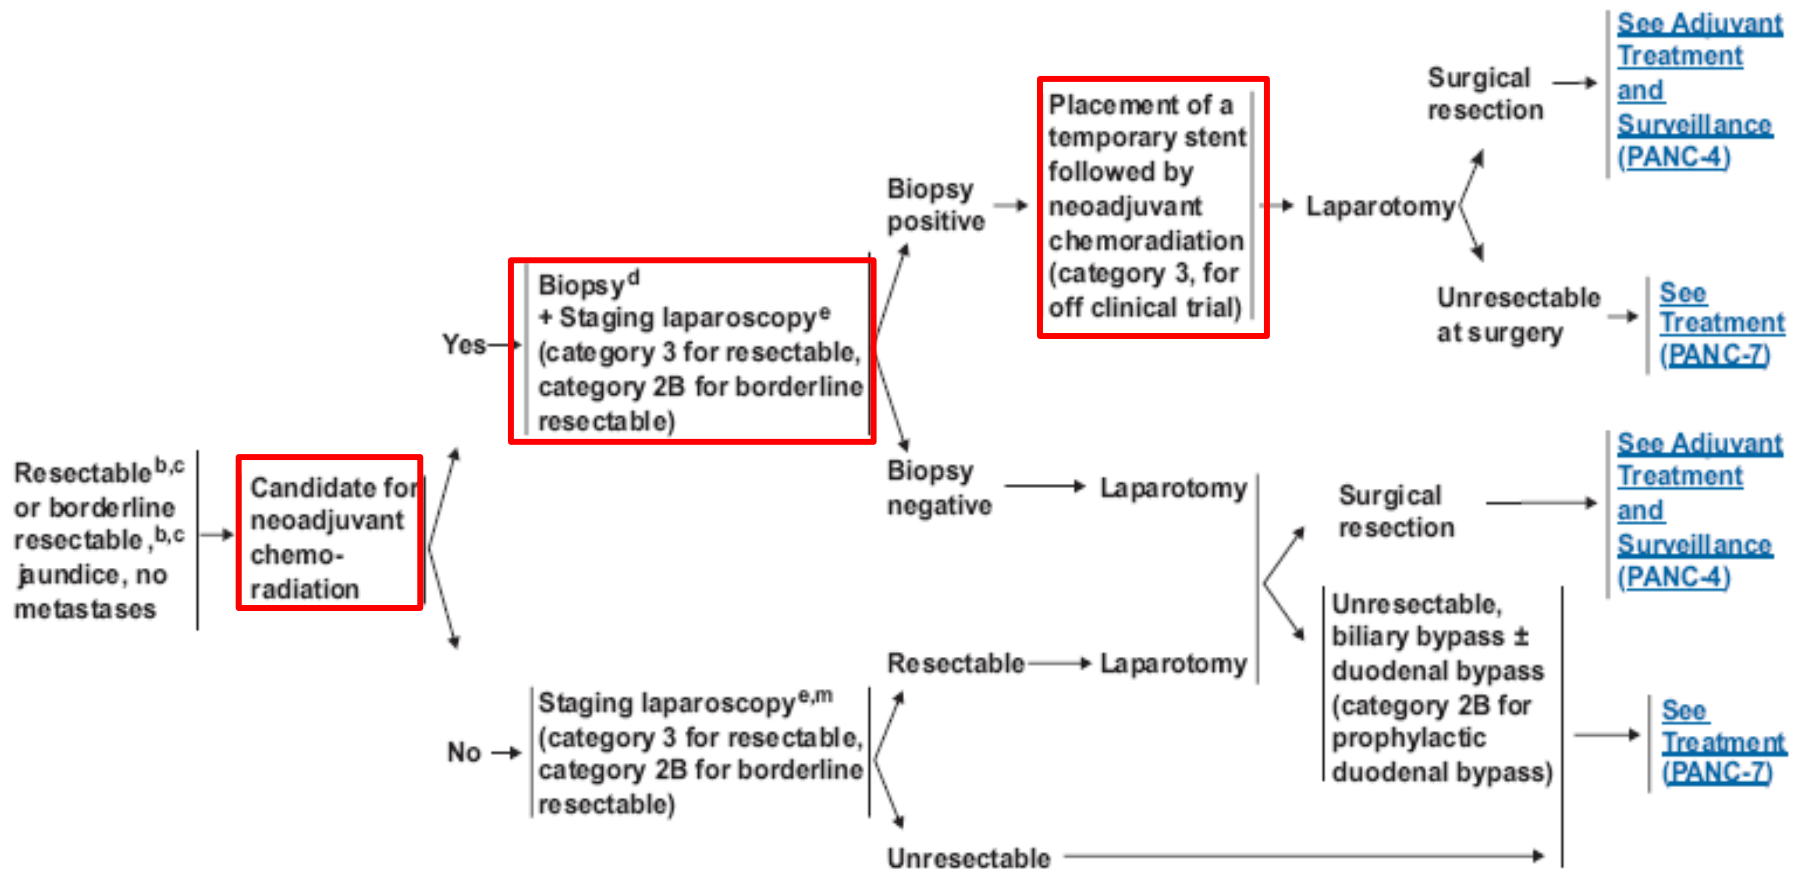 Resectable b,c
or borderline
resectable, b,c
jaundice, no
metastases
Candidate for
neoadjuvant
chemo-
radiation
Yes
Biopsy d
+ Staging laparoscopy e
(category 3 for resectable,
category 2B for borderline
resectable)
Biopsy
positive
Placement of a
temporary stent
followed by
neoadjuvant
chemoradiation
(category 3, for
off clinical trial)
Laparotomy
Surgical
resection
See Adjuvant
Treatment
and
Surveillance
(PANC-4)
Unresectable
at surgery
See
Treatment
(PANC-7)
Biopsy
negative
Laparotomy
Surgical
resection
See Adjuvant
Treatment
and
Surveillance
(PANC-4)
No
Staging laparoscopy e,m
(category 3 for resectable,
category 2B for borderline
resectable)
Resectable
Laparotomy
Unresectable,
biliary bypass ±
duodenal bypass
(category 2B for
prophylactic
duodenal bypass)
See
Treatment
(PANC-7)
Unresectable